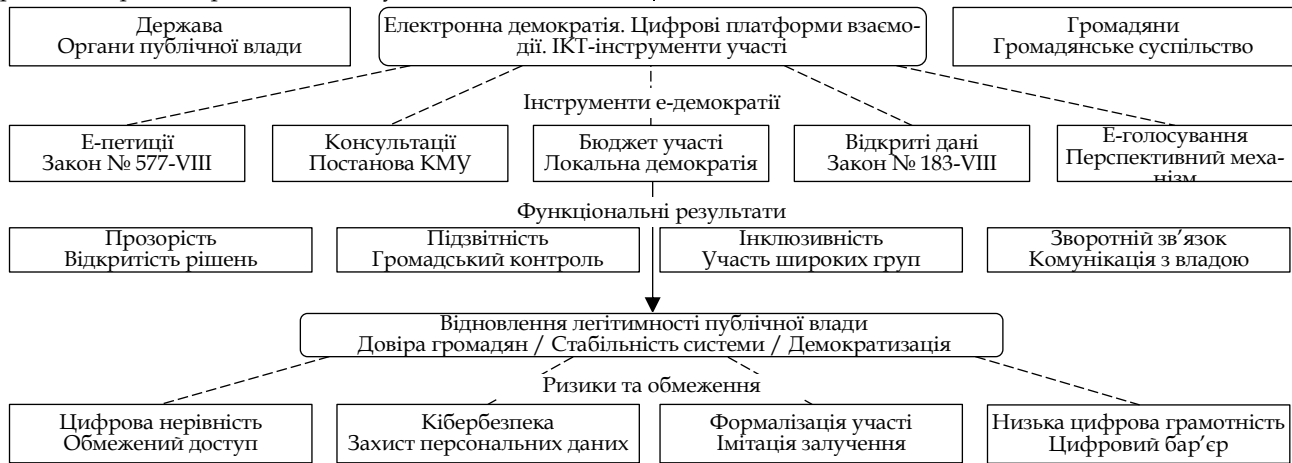 Держава
Органи публічної влади
Електронна демократія. Цифрові платформи взаємо-
дії. ІКТ-інструменти участі
Громадяни
Громадянське суспільство
Інструменти е-демократії
Е-петиції
Закон № 577-VIII
Консультації
Постанова КМУ
Бюджет участі
Локальна демократія
Відкриті дані
Закон № 183-VIII
Е-голосування
Перспективний меха-
нізм
Функціональні результати
Прозорість
Відкритість рішень
Підзвітність
Громадський контроль
Інклюзивність
Участь широких груп
Зворотній зв’язок
Комунікація з владою
Відновлення легітимності публічної влади
Довіра громадян / Стабільність системи / Демократизація
Ризики та обмеження
Цифрова нерівність
Обмежений доступ
Кібербезпека
Захист персональних даних
Формалізація участі
Імітація залучення
Низька цифрова грамотність
Цифровий бар’єр